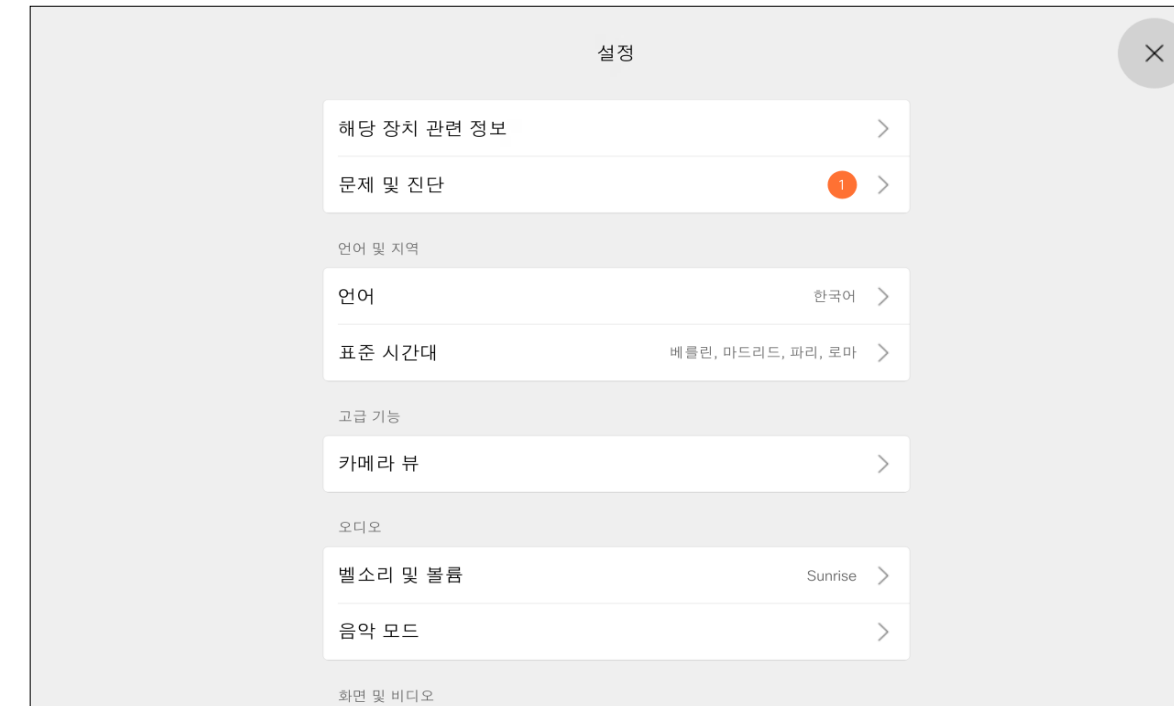 설정
해당 장치 관련 정보
문제 및 진단 1
언어 및 지역
언어 한국어
표준 시간대 베를린, 마드리드, 파리, 로마
고급 기능
카메라 뷰
오디오
벨소리 및 볼륨 Sunrise
음악 모드
화면 및 비디오